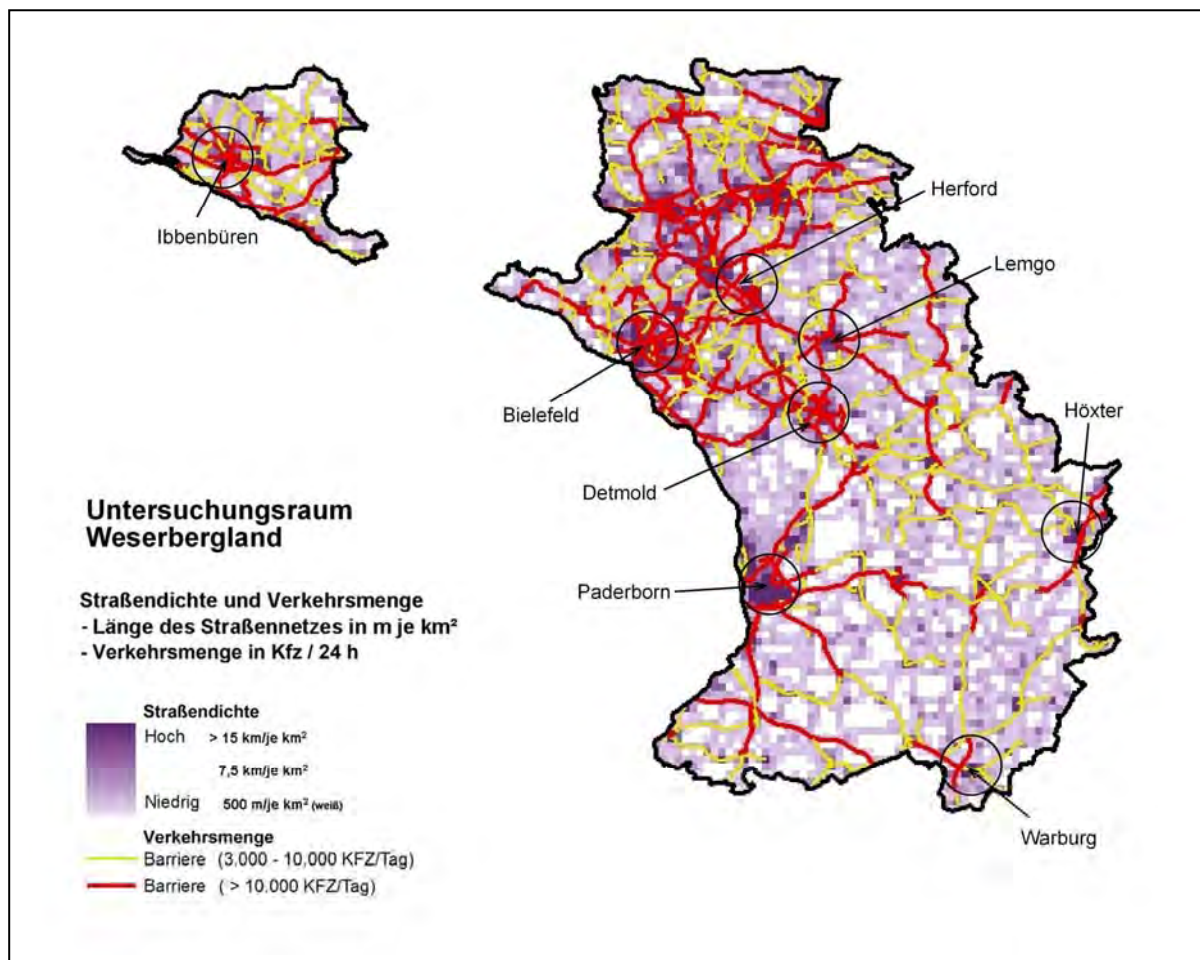 Herford
Lemgo
Ibbenbüren
Bielefeld
Höxter
Detmold
Untersuchungsraum
Weserbergland
Paderborn
Straßendichte und Verkehrsmenge
- Länge des Straßennetzes in m je km²
- Verkehrsmenge in Kfz / 24 h
Straßendichte
Hoch > 15 km/je km²
7,5 km/je km²
Niedrig 500 m/je km² (weiß)
Verkehrsmenge
Barriere (3.000 - 10.000 KFZ/Tag)
Barriere ( > 10.000 KFZ/Tag)
Warburg